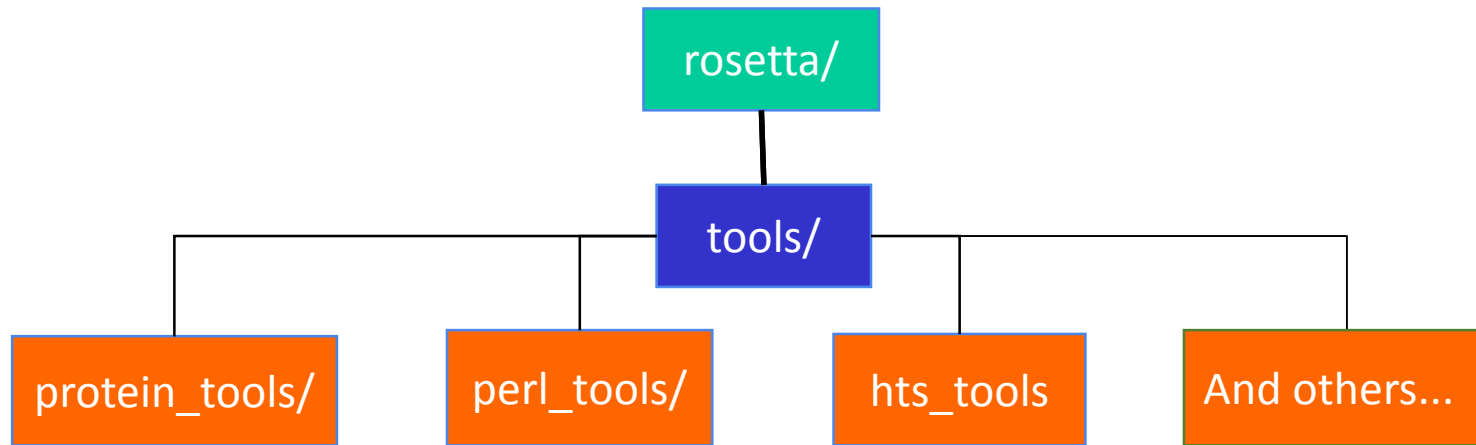 rosetta/
tools/
protein_tools/
perl_tools/
hts_tools
And others...